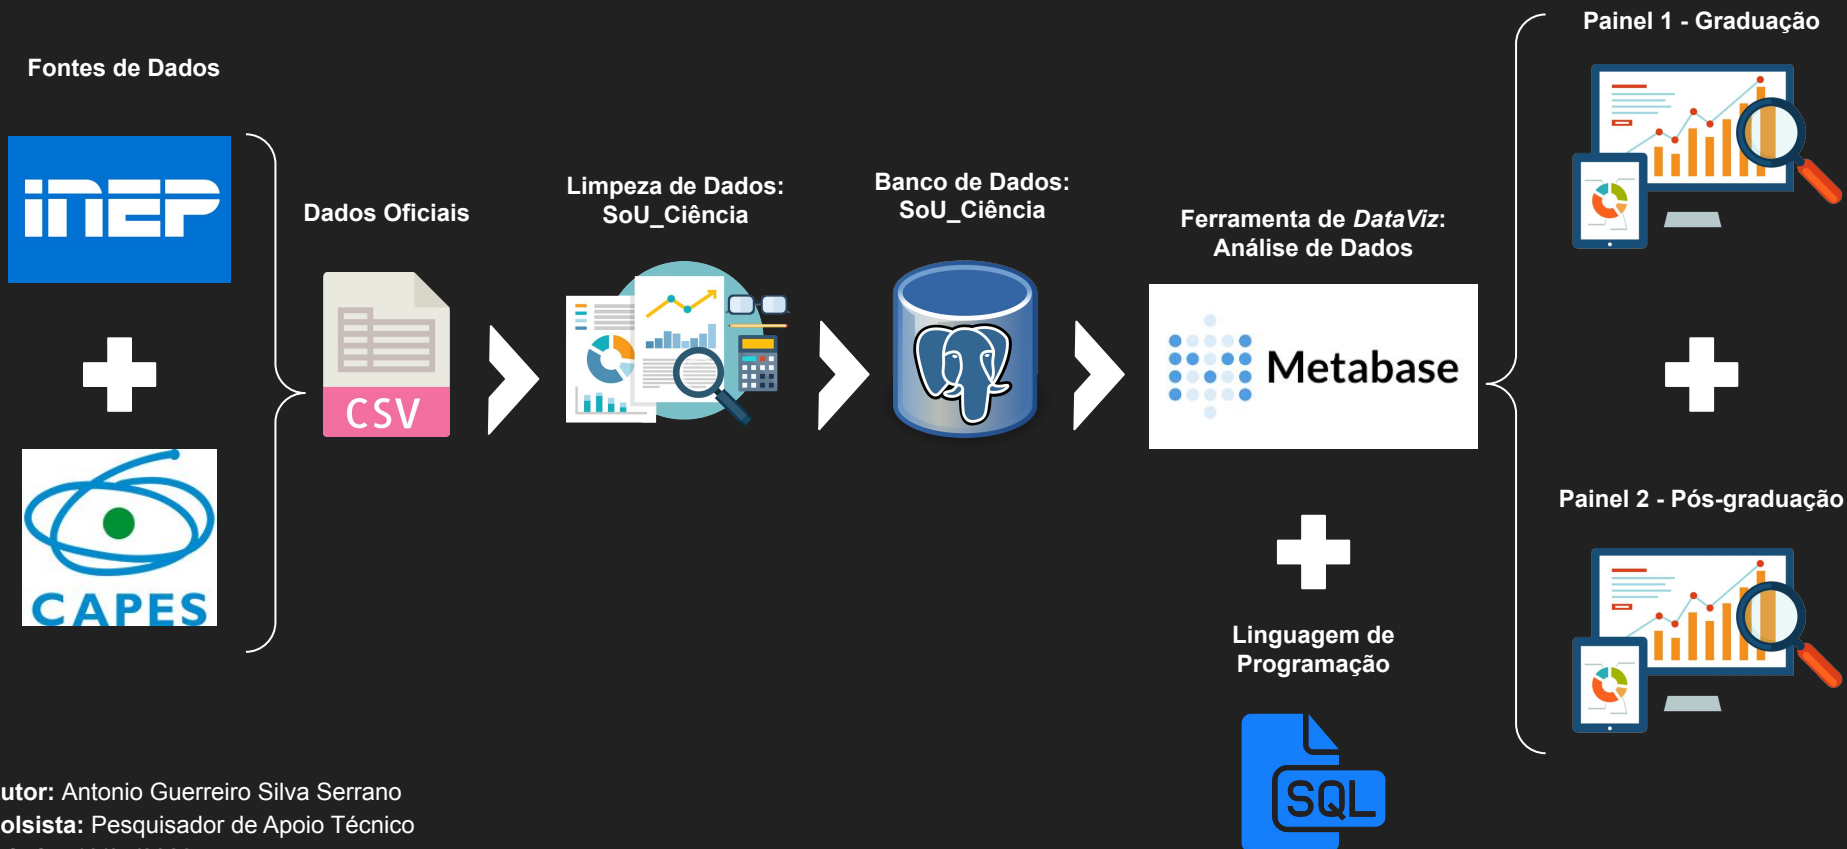 Fontes de Dados
inEP
CAPES
Dados Oficiais
CSV
Limpeza de Dados:
SoU_Ciência
Banco de Dados:
SoU_Ciência
Ferramenta de DataViz:
Análise de Dados
Metabase
Linguagem de
Programação
SQL
Painel 1 - Graduação
Painel 2 - Pós-graduação
utor: Antonio Guerreiro Silva Serrano
olsista: Pesquisador de Apoio Técnico